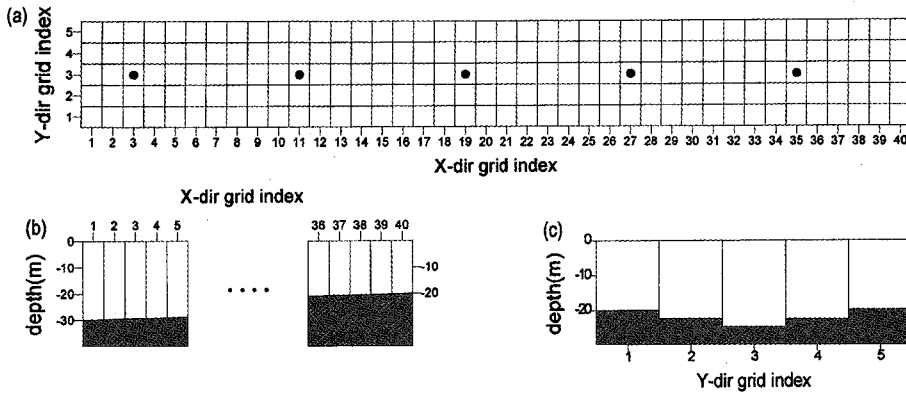 (a)
Y-dir grid index
5
4
3
2
1
1 2 3 4 5 6 7 8 9 10 11 12 13 14 15 16 17 18 19 20 21 22 23 24 25 26 27 28 29 30 31 32 33 34 35 36 37 38 39 40
X-dir grid index
X-dir grid index
(b)
1 2 3 4 5
36 37 38 39 40
depth(m)
0
-10
-20
-30
-10
-20
(c)
depth(m)
0
-10
-20
1 2 3 4 5
Y-dir grid index